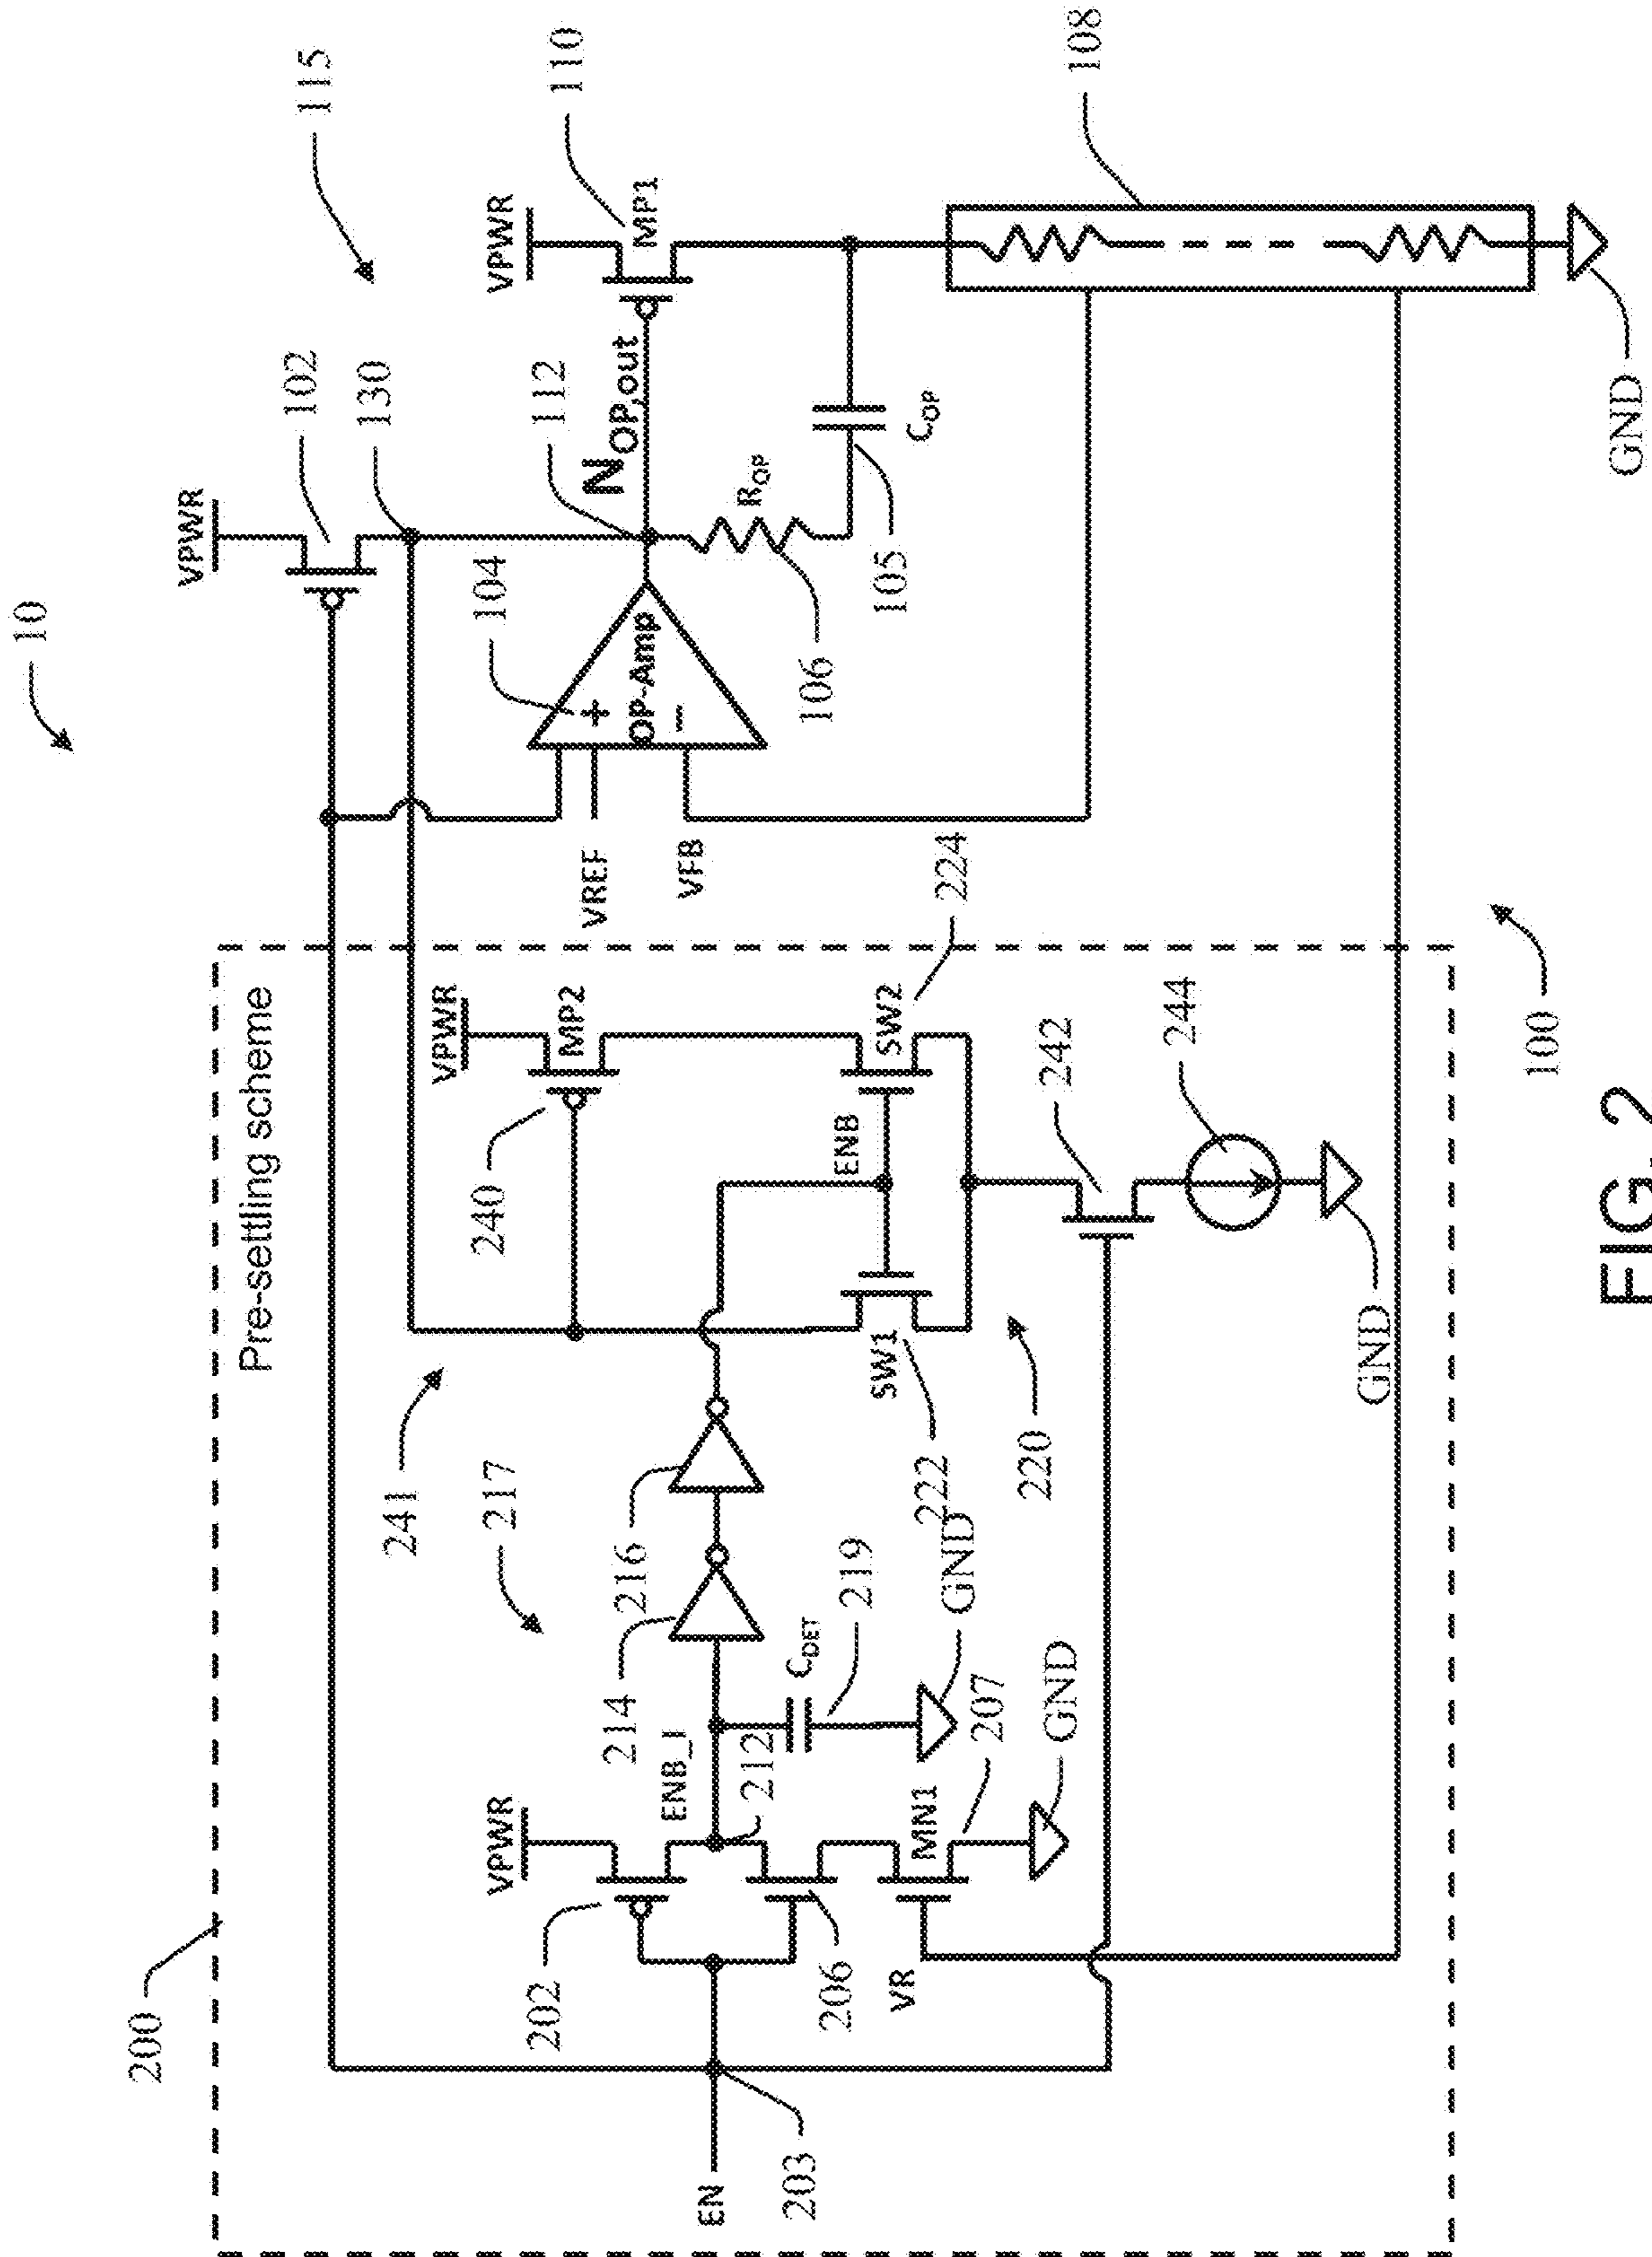 10
115
VPWR
102
130
VPWR
110
MP1
N_OP,out
112
104
OP-Amp
+
−
VREF
VFB
R_OP
106
105
C_OP
108
GND
200
Pre-settling scheme
241
217
VPWR
MP2
240
VPWR
202
ENB_I
212
214
216
ENB
SW1
SW2
222
224
220
C_DET
219
GND
EN
203
206
MN1
207
VR
GND
242
244
GND
100
FIG. 2